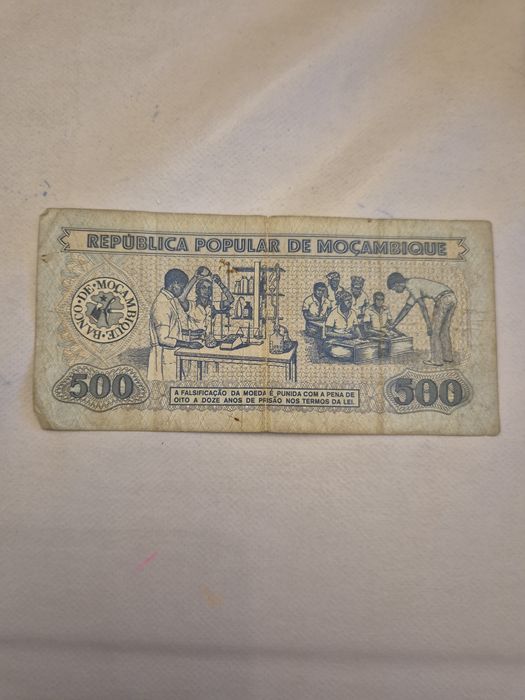 REPÚBLICA POPULAR DE MOÇAMBIQUE
BANCO·DE·MOÇAMBIQUE·
500
A FALSIFICAÇÃO DA MOEDA É PUNIDA COM A PENA DE
OITO A DOZE ANOS DE PRISÃO NOS TERMOS DA LEI.
500